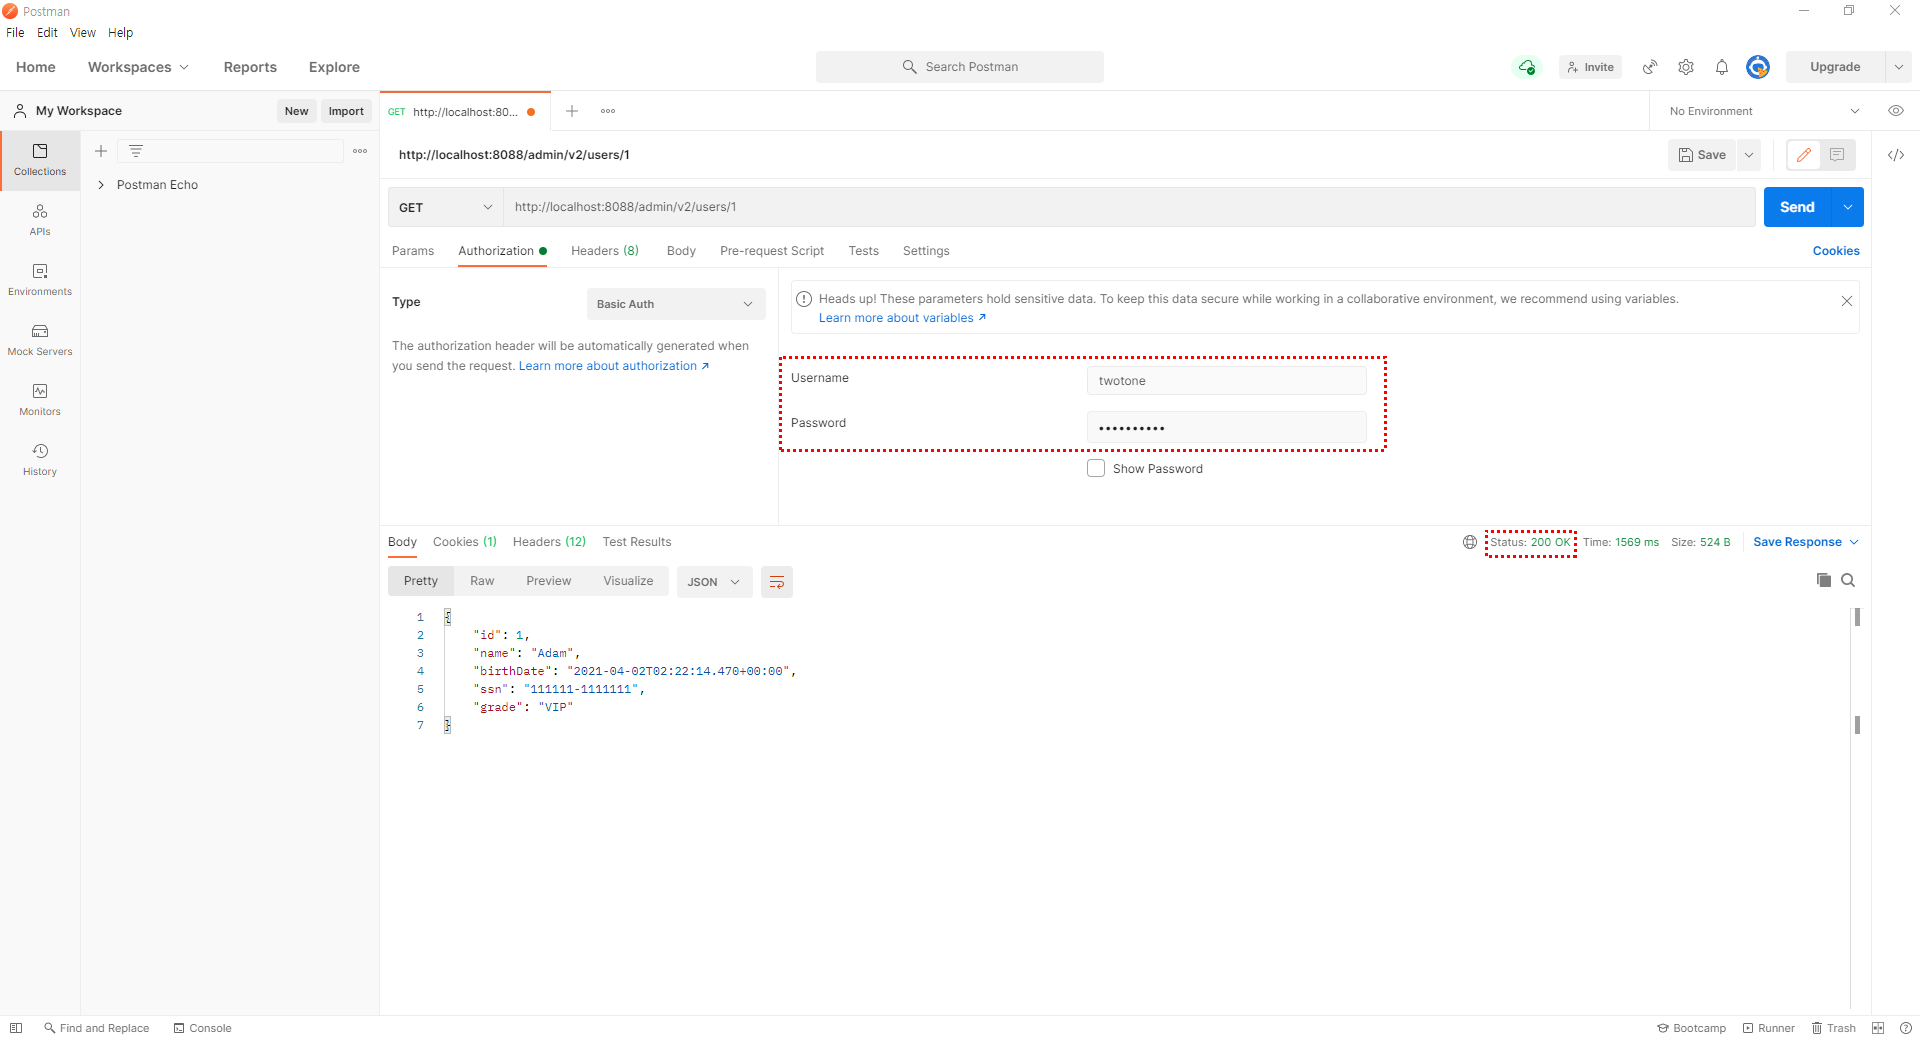 Postman
File Edit View Help
Home Workspaces Reports Explore
Search Postman
Invite
Upgrade
My Workspace
New Import
GET http://localhost:80...
No Environment
Collections
Postman Echo
APIs
Environments
Mock Servers
Monitors
History
http://localhost:8088/admin/v2/users/1
Save
GET http://localhost:8088/admin/v2/users/1
Send
Params Authorization Headers (8) Body Pre-request Script Tests Settings
Cookies
Type Basic Auth
The authorization header will be automatically generated when
you send the request. Learn more about authorization
Heads up! These parameters hold sensitive data. To keep this data secure while working in a collaborative environment, we recommend using variables.
Learn more about variables
Username twotone
Password ••••••••••
Show Password
Body Cookies (1) Headers (12) Test Results
Status: 200 OK Time: 1569 ms Size: 524 B Save Response
Pretty Raw Preview Visualize JSON
1 {
2 "id": 1,
3 "name": "Adam",
4 "birthDate": "2021-04-02T02:22:14.470+00:00",
5 "ssn": "111111-1111111",
6 "grade": "VIP"
7 }
Find and Replace Console
Bootcamp Runner Trash